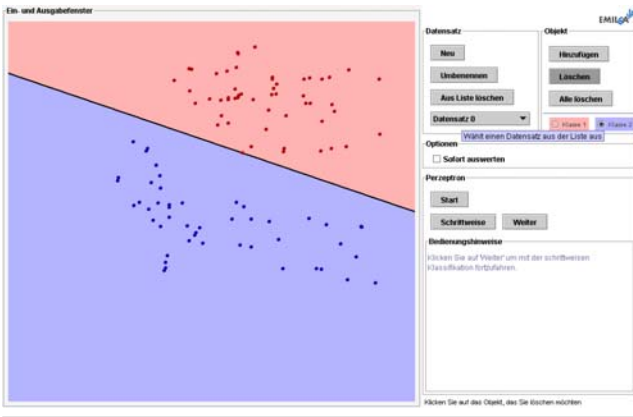 Ein- und Ausgabefenster
EMILeA
Datensatz
Neu
Umbenennen
Aus Liste löschen
Datensatz 0
Objekt
Hinzufügen
Löschen
Alle löschen
Klasse 1
Klasse 2
Wählt einen Datensatz aus der Liste aus
Optionen
Sofort auswerten
Perzeptron
Start
Schrittweise
Weiter
Bedienungshinweise
Klicken Sie auf 'Weiter' um mit der schrittweisen
Klassifikation fortzufahren.
Klicken Sie auf das Objekt, das Sie löschen möchten